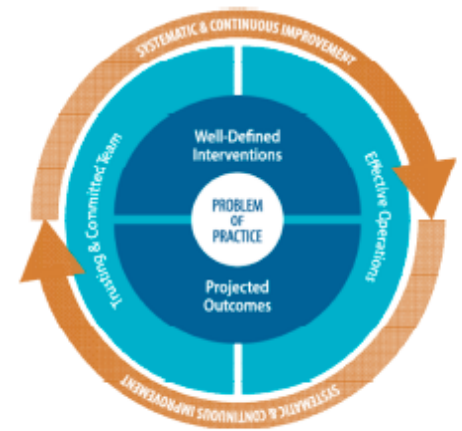 SYSTEMATIC & CONTINUOUS IMPROVEMENT
Well-Defined
Interventions
Trusting & Committed Team
PROBLEM
OF
PRACTICE
Effective Operations
Projected
Outcomes
SYSTEMATIC & CONTINUOUS IMPROVEMENT